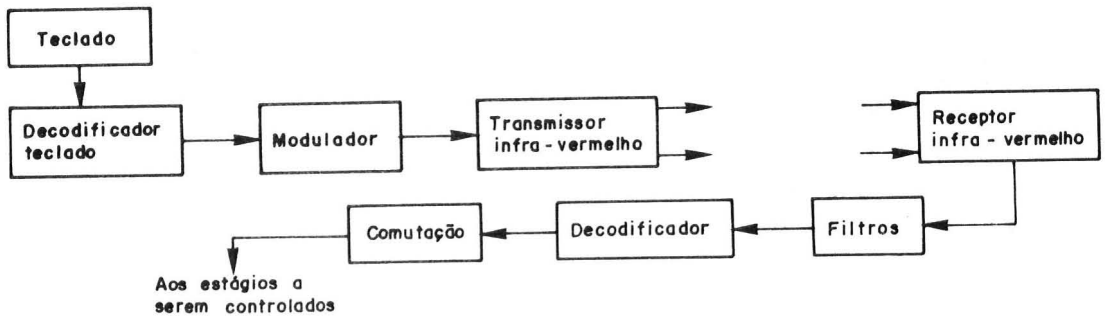 Teclado
Decodificador
teclado
Modulador
Transmissor
infra-vermelho
Receptor
infra-vermelho
Comutação
Decodificador
Filtros
Aos estágios a
serem controlados